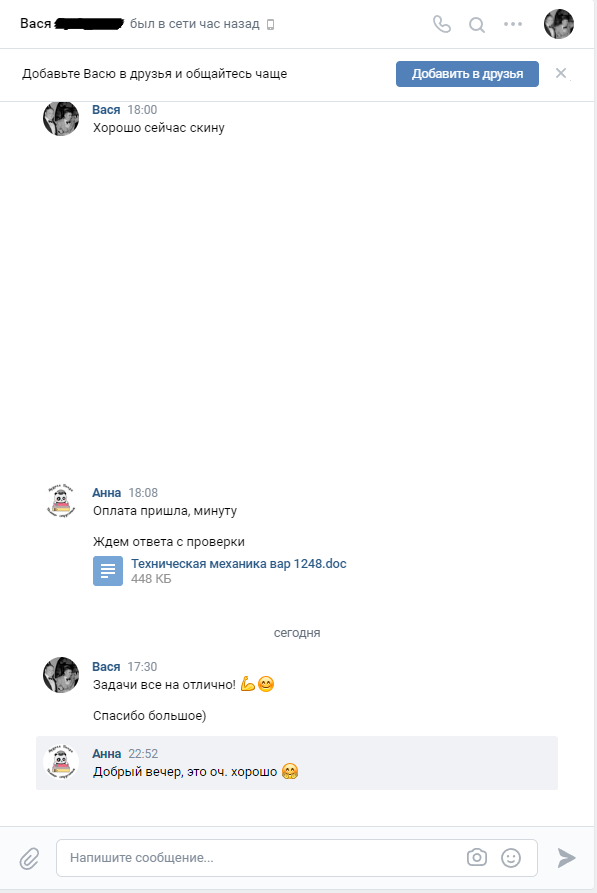 Вася был в сети час назад
Добавьте Васю в друзья и общайтесь чаще
Добавить в друзья
Вася 18:00
Хорошо сейчас скину
Анна 18:08
Оплата пришла, минуту
Ждем ответа с проверки
Техническая механика вар 1248.doc
448 КБ
сегодня
Вася 17:30
Задачи все на отлично! 💪😊
Спасибо большое)
Анна 22:52
Добрый вечер, это оч. хорошо 🤗
Напишите сообщение...